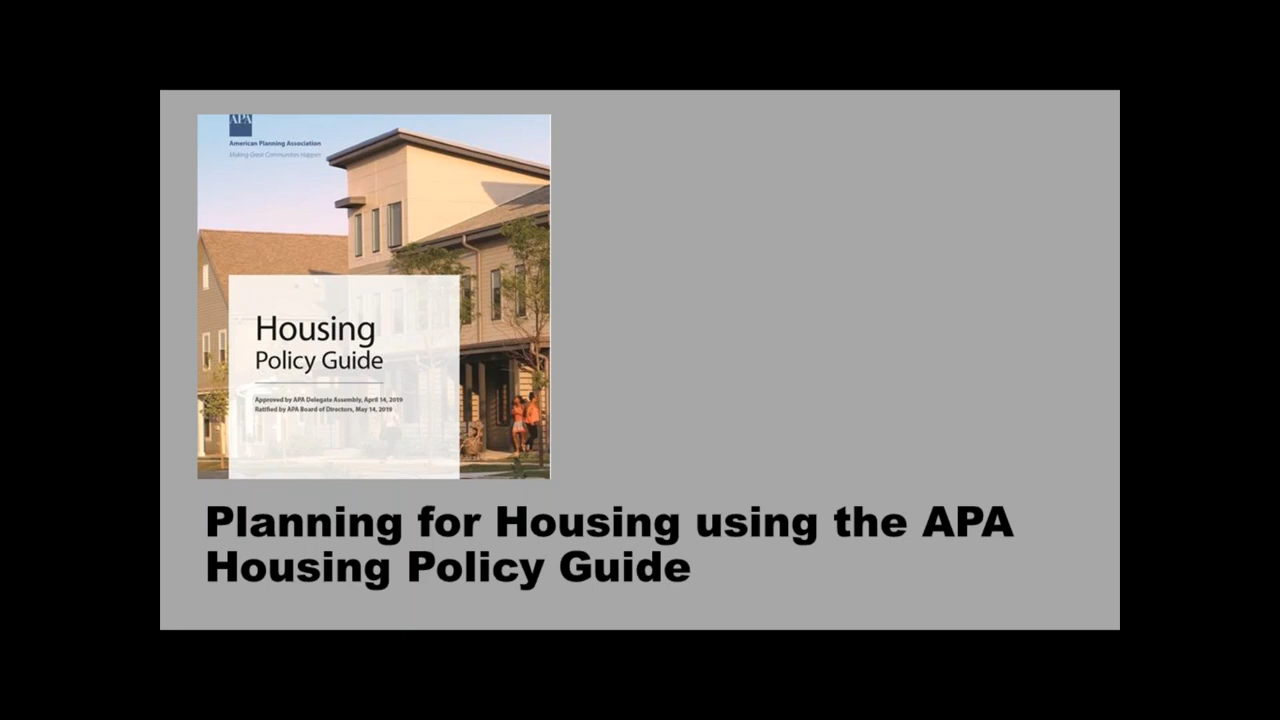 APA
American Planning Association
Making Great Communities Happen
Housing
Policy Guide
Approved by APA Delegate Assembly, April 14, 2019
Ratified by APA Board of Directors, May 14, 2019
Planning for Housing using the APA
Housing Policy Guide